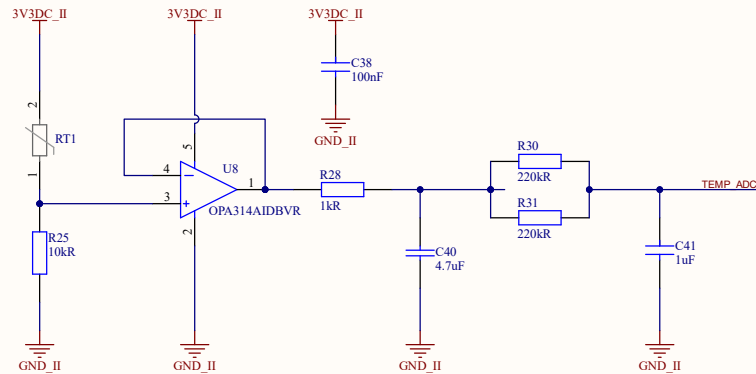 3V3DC_II
3V3DC_II
3V3DC_II
C38
100nF
GND_II
2
RT1
1
5
U8
4
1
3
OPA314AIDBVR
2
R25
10kR
R28
1kR
R30
220kR
R31
220kR
TEMP_ADC
C40
4.7uF
C41
1uF
GND_II
GND_II
GND_II
GND_II